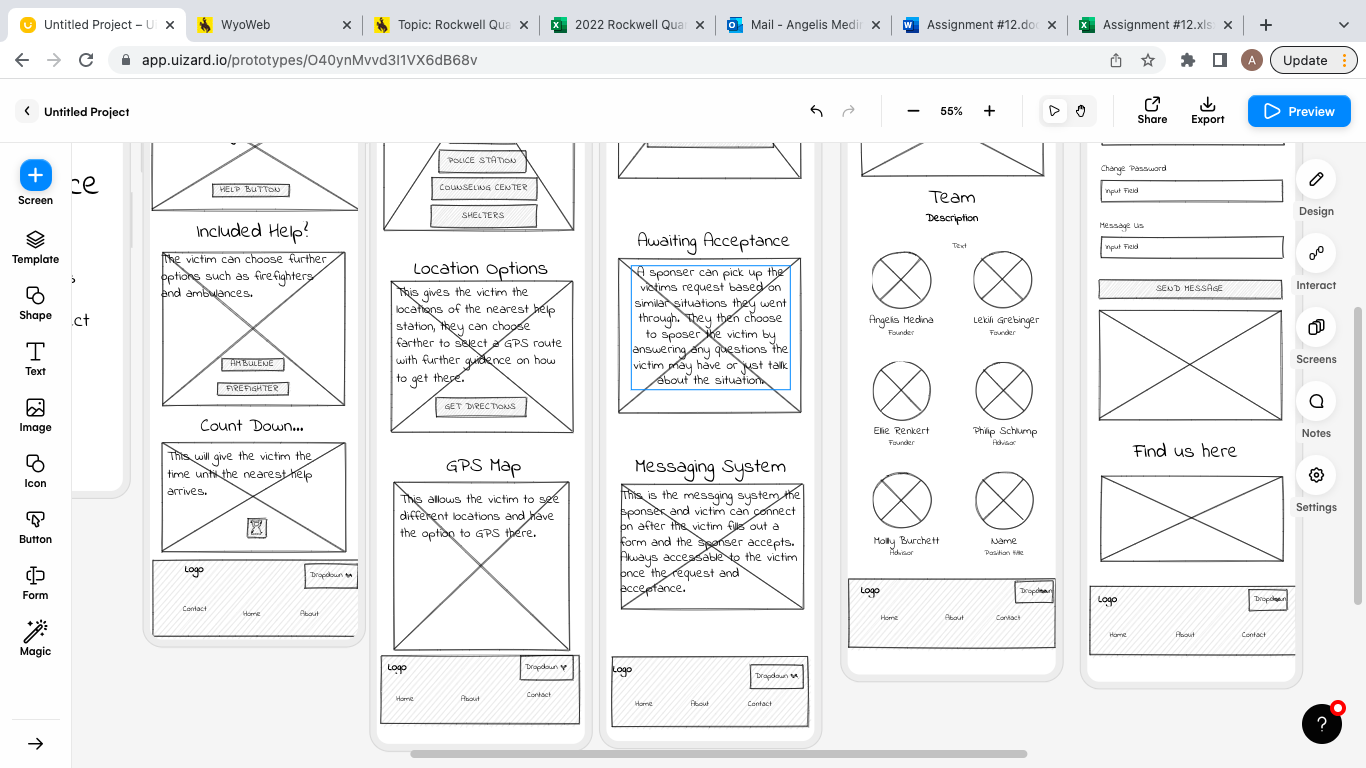 Untitled Project – U
WyoWeb
Topic: Rockwell Qua
2022 Rockwell Quad
Mail - Angelis Medin
Assignment #12.doc
Assignment #12.xls
app.uizard.io/prototypes/O40ynMvvd3I1VX6dB68v
A
Update
Untitled Project
55%
Share
Export
Preview
Screen
Template
Shape
Text
Image
Icon
Button
Form
Magic
ce
ct
HELP BUTTON
Included Help?
The victim can choose further
options such as firefighters
and ambulances.
AMBULENE
FIREFIGHTER
Count Down...
This will give the victim the
time until the nearest help
arrives.
Logo
Dropdown
Contact
Home
About
POLICE STATION
COUNSELING CENTER
SHELTERS
Location Options
This gives the victim the
locations of the nearest help
station, they can choose
farther to select a GPS route
with further guidence on how
to get there.
GET DIRECTIONS
GPS Map
This allows the victim to see
different locations and have
the option to GPS there.
Logo
Dropdown
Home
About
Contact
Awaiting Acceptance
A sponser can pick up the
victims request based on
similar situations they went
through. They then choose
to sposer the victim by
answering any questions the
victim may have or just talk
about the situation.
Messaging System
This is the messging system the
sponser and victim can connect
on after the victim fills out a
form and the sponser accepts.
Always accessable to the victim
once the request and
acceptance.
Logo
Dropdown
Home
About
Contact
Team
Description
Text
Angelis Medina
Founder
Lekili Grebinger
Founder
Ellie Renkert
Founder
Philip Schlump
Advisor
Molly Burchett
Advisor
Name
Position title
Logo
Dropdown
Home
About
Contact
Change Password
Input Field
Message Us
Input Field
SEND MESSAGE
Find us here
Logo
Dropdown
Home
About
Contact
Design
Interact
Screens
Notes
Settings
?